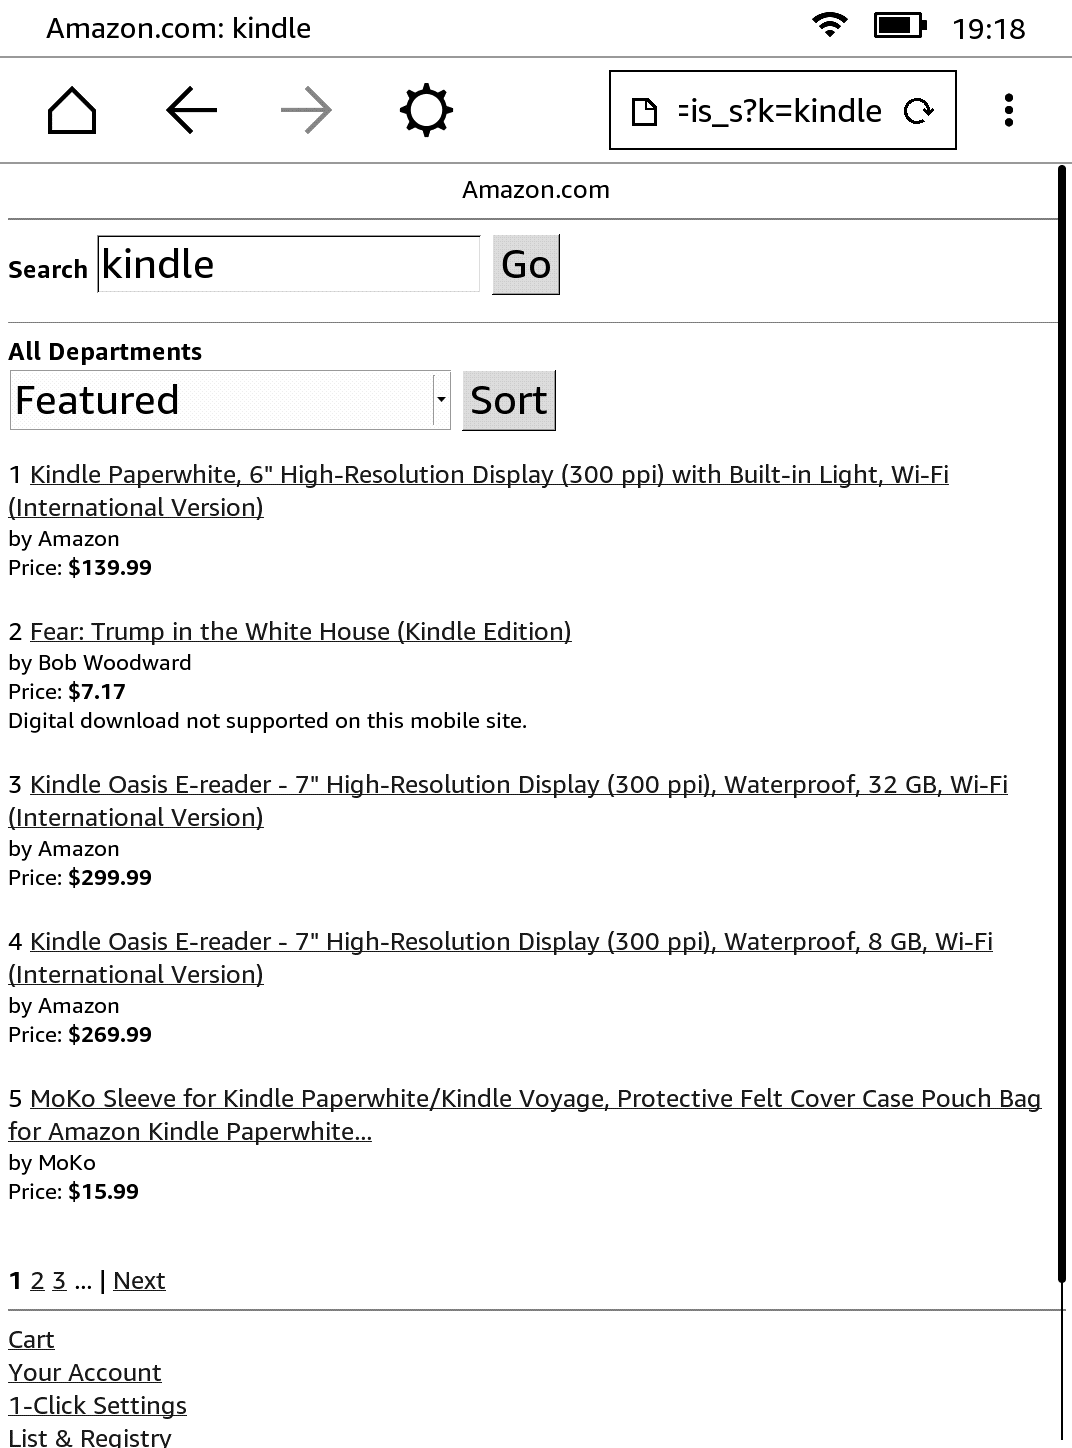 Amazon.com: kindle
19:18
=is_s?k=kindle
Amazon.com
Search kindle Go
All Departments
Featured Sort
1 Kindle Paperwhite, 6" High-Resolution Display (300 ppi) with Built-in Light, Wi-Fi
(International Version)
by Amazon
Price: $139.99
2 Fear: Trump in the White House (Kindle Edition)
by Bob Woodward
Price: $7.17
Digital download not supported on this mobile site.
3 Kindle Oasis E-reader - 7" High-Resolution Display (300 ppi), Waterproof, 32 GB, Wi-Fi
(International Version)
by Amazon
Price: $299.99
4 Kindle Oasis E-reader - 7" High-Resolution Display (300 ppi), Waterproof, 8 GB, Wi-Fi
(International Version)
by Amazon
Price: $269.99
5 MoKo Sleeve for Kindle Paperwhite/Kindle Voyage, Protective Felt Cover Case Pouch Bag
for Amazon Kindle Paperwhite...
by MoKo
Price: $15.99
1 2 3 ... | Next
Cart
Your Account
1-Click Settings
List & Registry